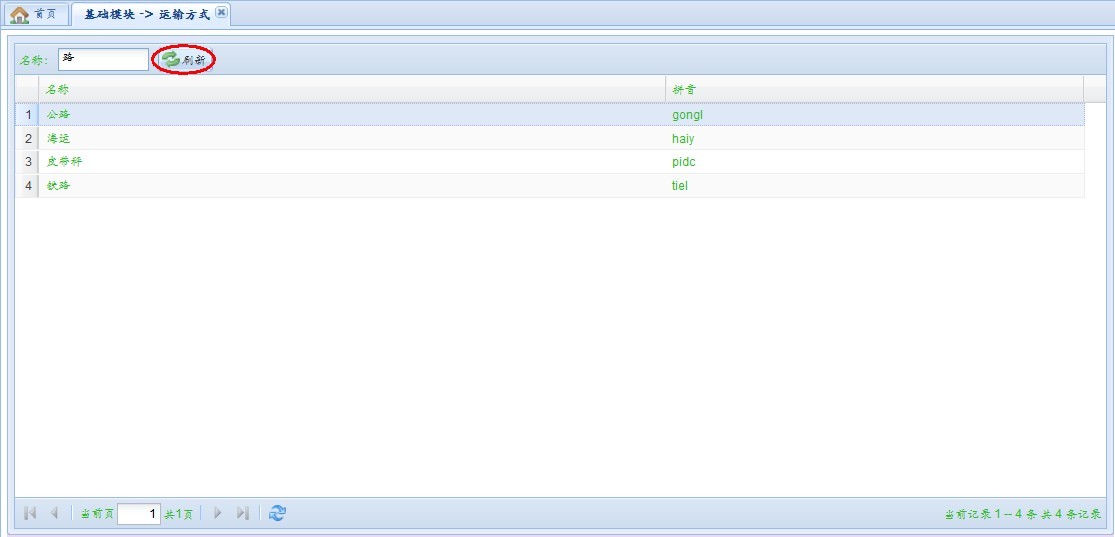 首页 基础模块 -> 运输方式
名称: 路 刷新
名称 拼音
1 公路 gongl
2 海运 haiy
3 皮带秤 pidc
4 铁路 tiel
当前页 1 共1页 当前记录 1 -- 4 条 共 4 条记录